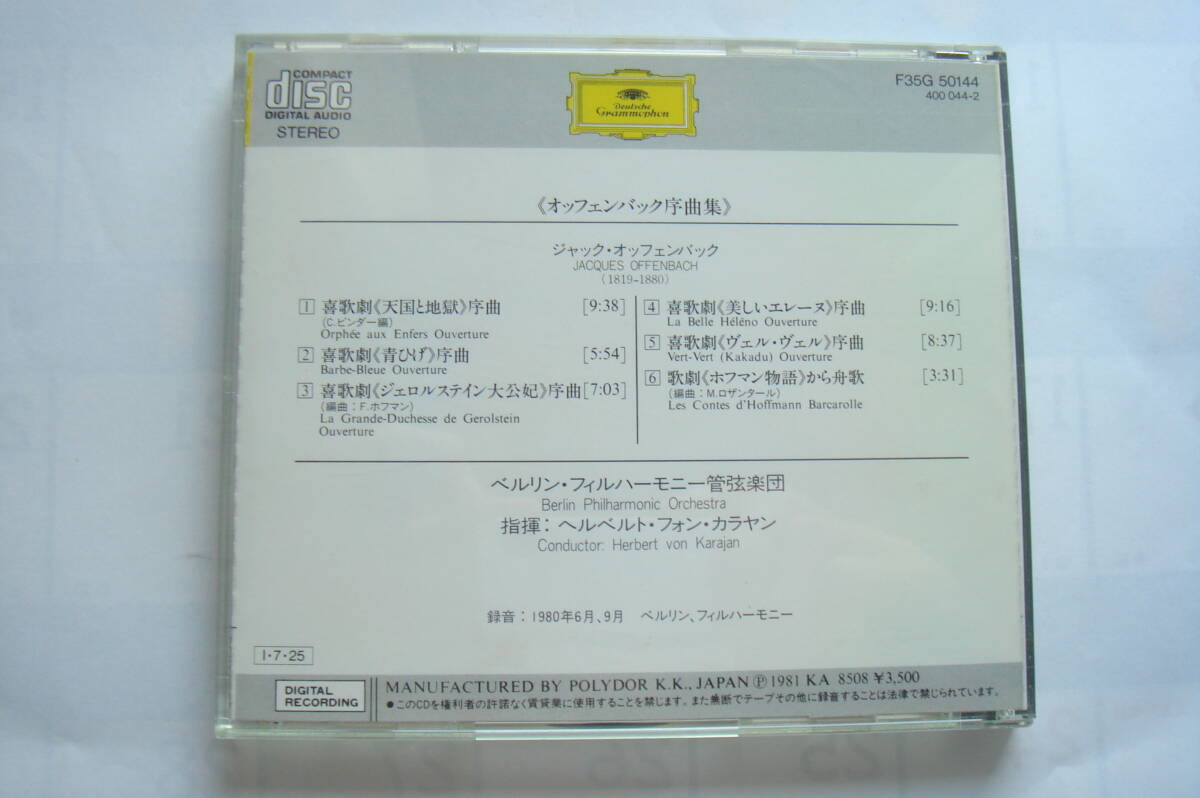 COMPACT
disc
DIGITAL AUDIO
STEREO
Deutsche
Grammophon
F35G 50144
400 044-2
《オッフェンバック序曲集》
ジャック・オッフェンバック
JACQUES OFFENBACH
(1819-1880)
1 喜歌劇《天国と地獄》序曲 [9:38]
(C.ビンダー編)
Orphée aux Enfers Ouverture
2 喜歌劇《青ひげ》序曲 [5:54]
Barbe-Bleue Ouverture
3 喜歌劇《ジェロルステイン大公妃》序曲 [7:03]
(編曲:F.ホフマン)
La Grande-Duchesse de Gerolstein
Ouverture
4 喜歌劇《美しいエレーヌ》序曲 [9:16]
La Belle Héléno Ouverture
5 喜歌劇《ヴェル・ヴェル》序曲 [8:37]
Vert-Vert (Kakadu) Ouverture
6 歌劇《ホフマン物語》から舟歌 [3:31]
(編曲:M.ロザンタール)
Les Contes d'Hoffmann Barcarolle
ベルリン・フィルハーモニー管弦楽団
Berlin Philharmonic Orchestra
指揮:ヘルベルト・フォン・カラヤン
Conductor: Herbert von Karajan
録音:1980年6月、9月 ベルリン、フィルハーモニー
I・7・25
DIGITAL
RECORDING
MANUFACTURED BY POLYDOR K.K., JAPAN Ⓟ 1981 KA 8508 ¥3,500
●このCDを権利者の許諾なく賃貸業に使用することを禁じます。また無断でテープその他に録音することは法律で禁じられています。